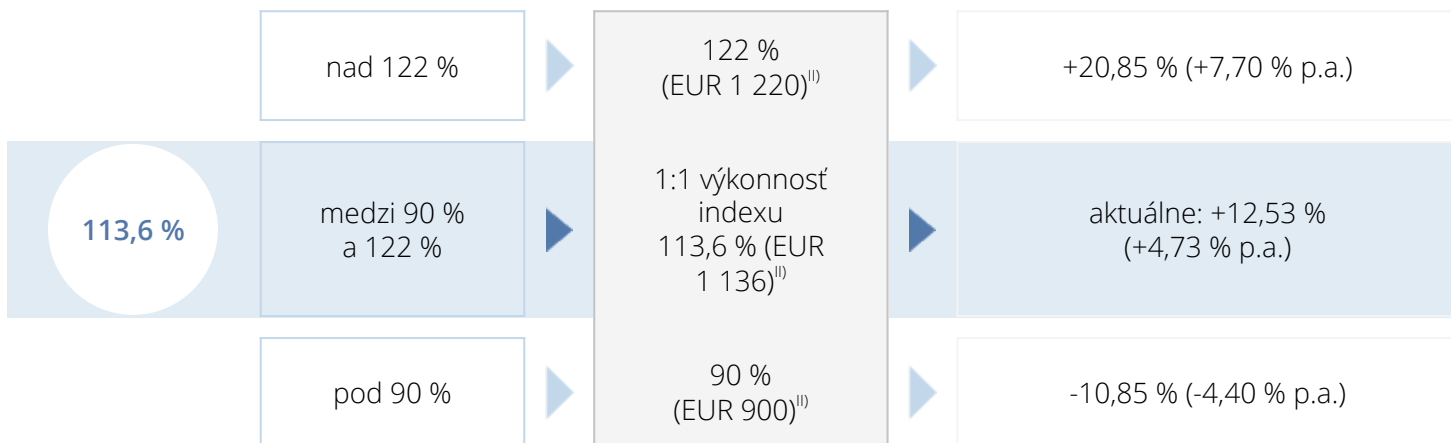 nad 122 %
122 %
(EUR 1 220)II)
+20,85 % (+7,70 % p.a.)
113,6 %
medzi 90 %
a 122 %
1:1 výkonnosť
indexu
113,6 % (EUR
1 136)II)
aktuálne: +12,53 %
(+4,73 % p.a.)
pod 90 %
90 %
(EUR 900)II)
-10,85 % (-4,40 % p.a.)